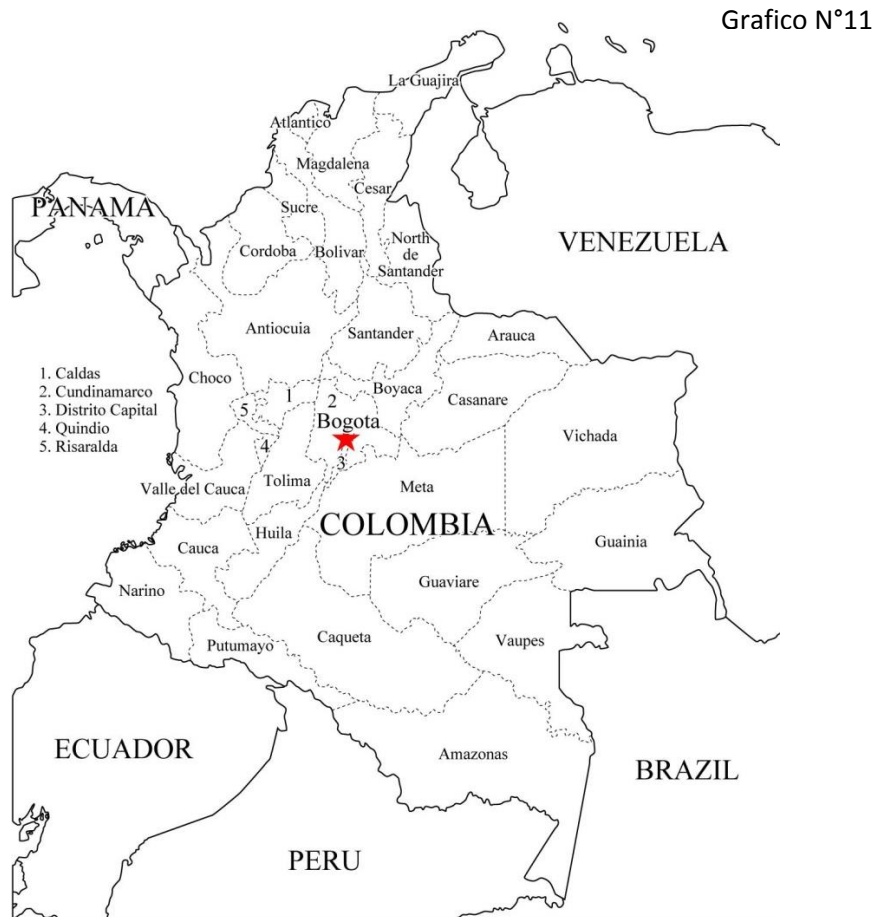 Grafico N°11
La Guajira
Atlantico
Magdalena
Cesar
PANAMA
Sucre
VENEZUELA
Cordoba
Bolivar
North
de
Santander
Antiocuia
Santander
Arauca
1. Caldas
2. Cundinamarco
3. Distrito Capital
4. Quindio
5. Risaralda
Choco
1
2
Boyaca
Casanare
5
Bogota
Vichada
4
3
Valle del Cauca
Tolima
Meta
COLOMBIA
Huila
Cauca
Guainia
Guaviare
Narino
Caqueta
Vaupes
Putumayo
ECUADOR
Amazonas
BRAZIL
PERU